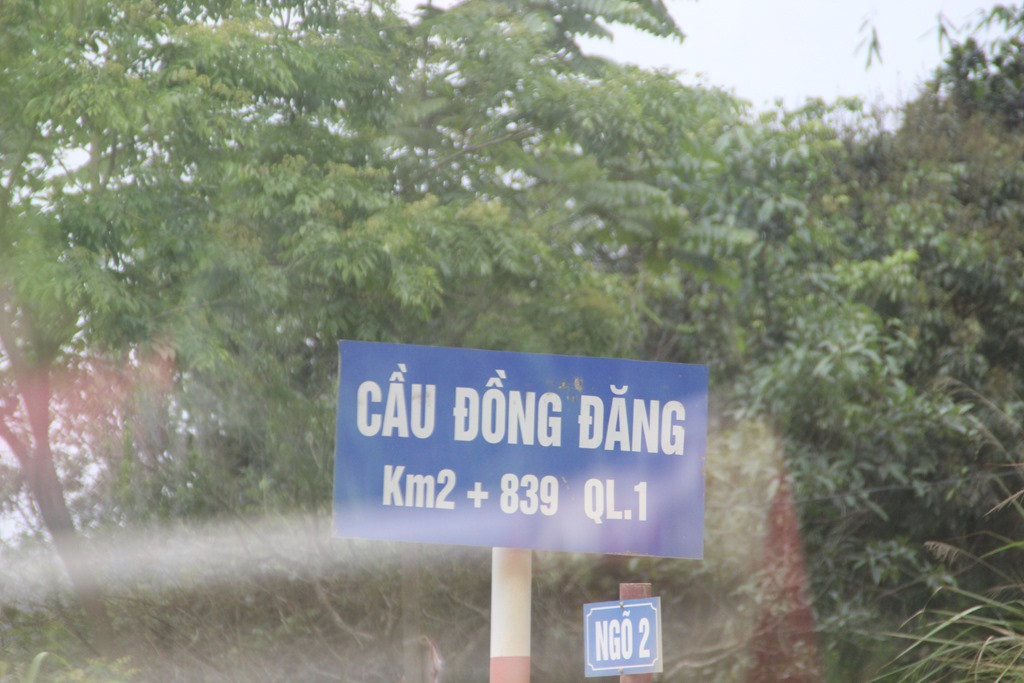 CẦU ĐỒNG ĐĂNG
Km2 + 839 QL.1
NGÕ 2